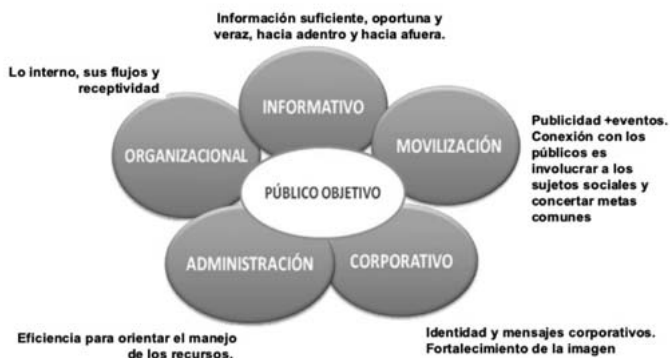 Información suficiente, oportuna y
veraz, hacia adentro y hacia afuera.
Lo interno, sus flujos y
receptividad
INFORMATIVO
ORGANIZACIONAL
MOVILIZACIÓN
Publicidad +eventos.
Conexión con los
públicos es
involucrar a los
sujetos sociales y
concertar metas
comunes
PÚBLICO OBJETIVO
ADMINISTRACIÓN
CORPORATIVO
Eficiencia para orientar el manejo
de los recursos.
Identidad y mensajes corporativos.
Fortalecimiento de la imagen